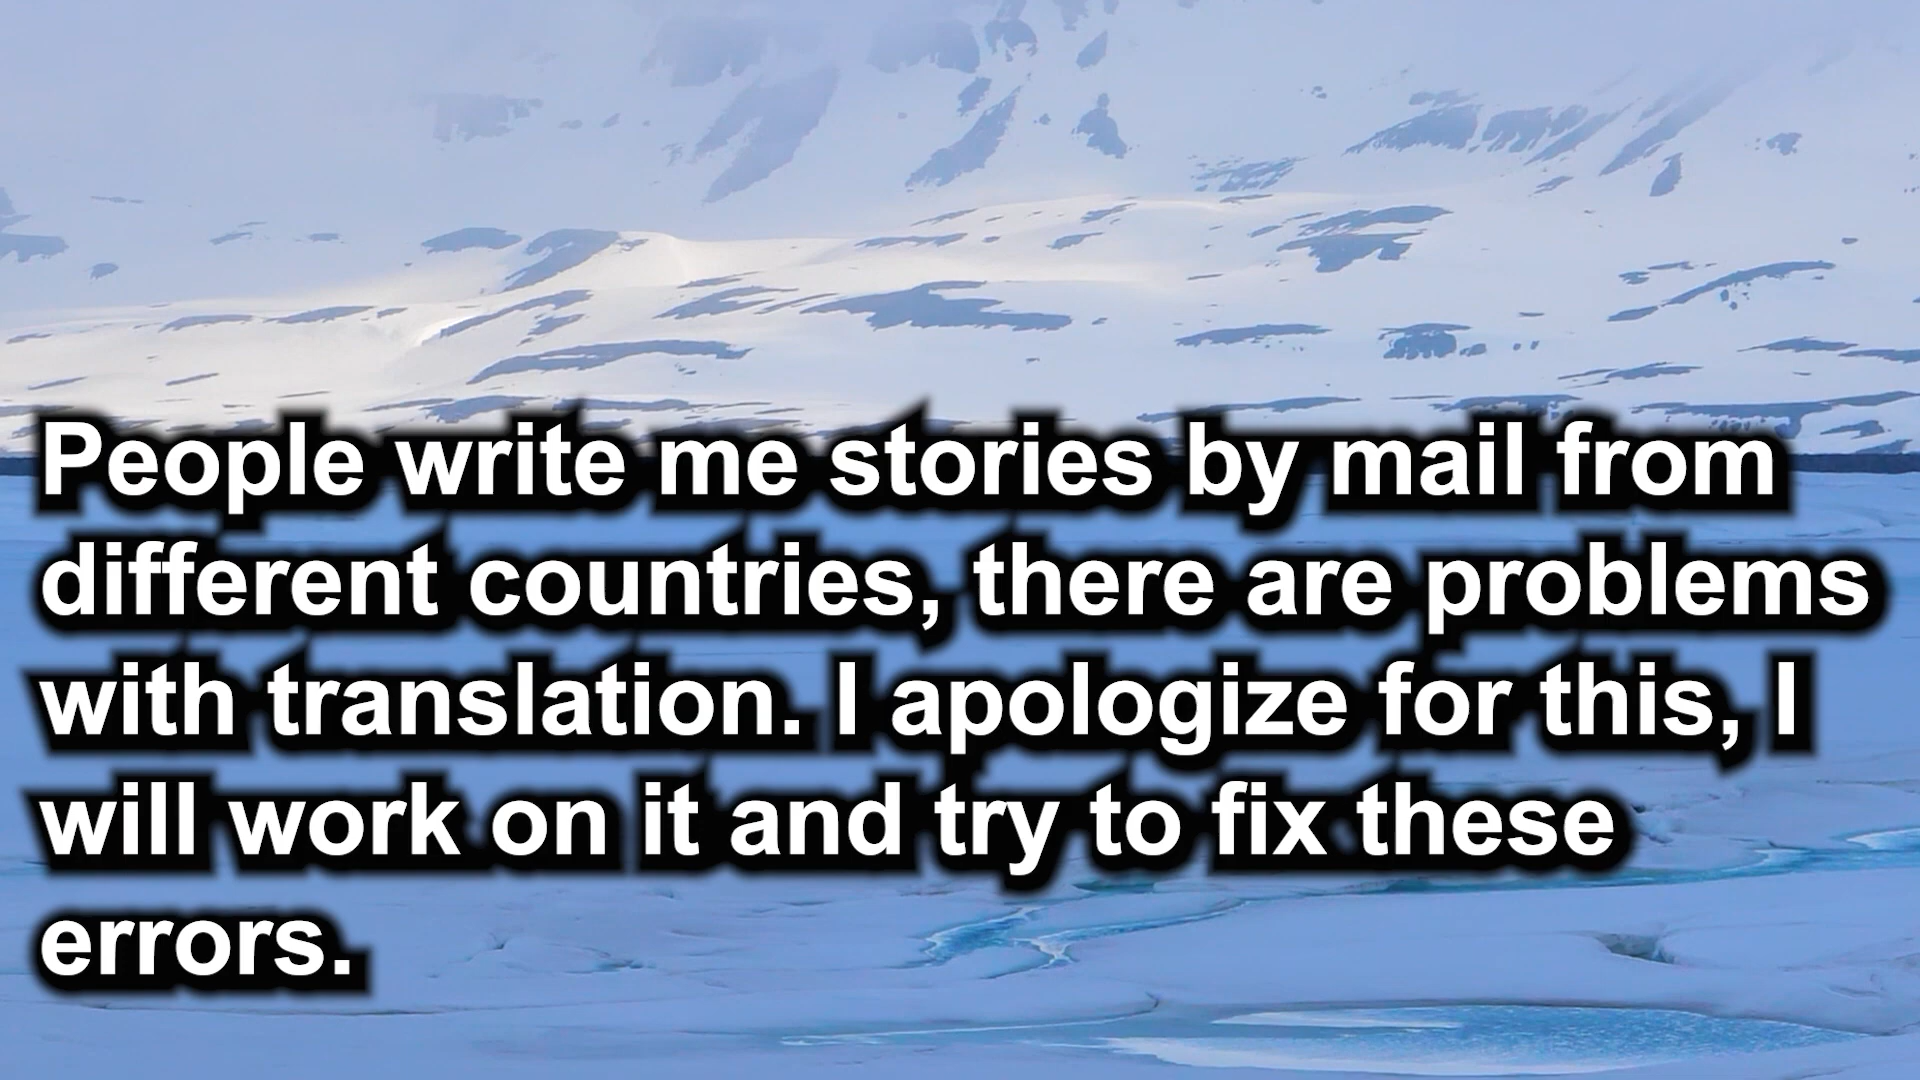 People write me stories by mail from
different countries, there are problems
with translation. I apologize for this, I
will work on it and try to fix these
errors.